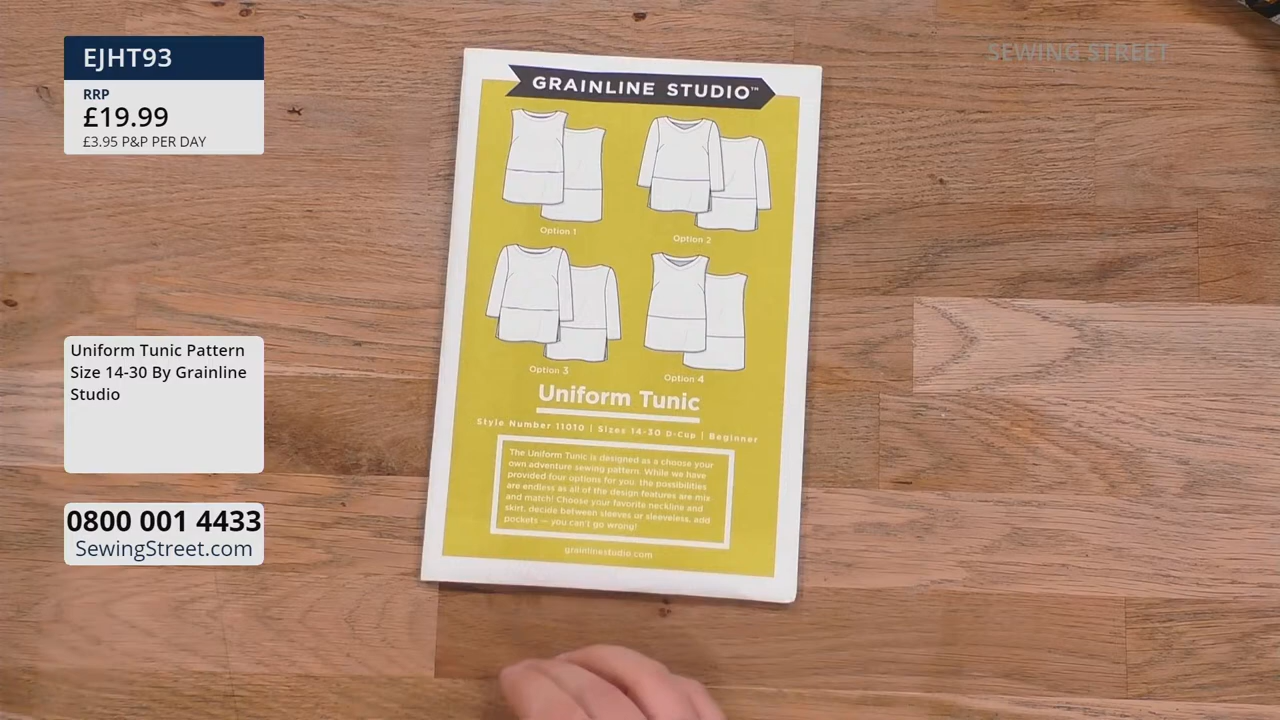 EJHT93
RRP
£19.99
£3.95 P&P PER DAY
SEWING STREET
GRAINLINE STUDIO™
Option 1
Option 2
Option 3
Option 4
Uniform Tunic
Style Number 11010 | Sizes 14-30 D-Cup | Beginner
The Uniform Tunic is designed as a choose your
own adventure sewing pattern. While we have
provided four options for you, the possibilities
are endless as all of the design features are mix
and match! Choose your favorite neckline and
skirt, decide between sleeves or sleeveless, add
pockets — you can't go wrong!
grainlinestudio.com
Uniform Tunic Pattern
Size 14-30 By Grainline
Studio
0800 001 4433
SewingStreet.com